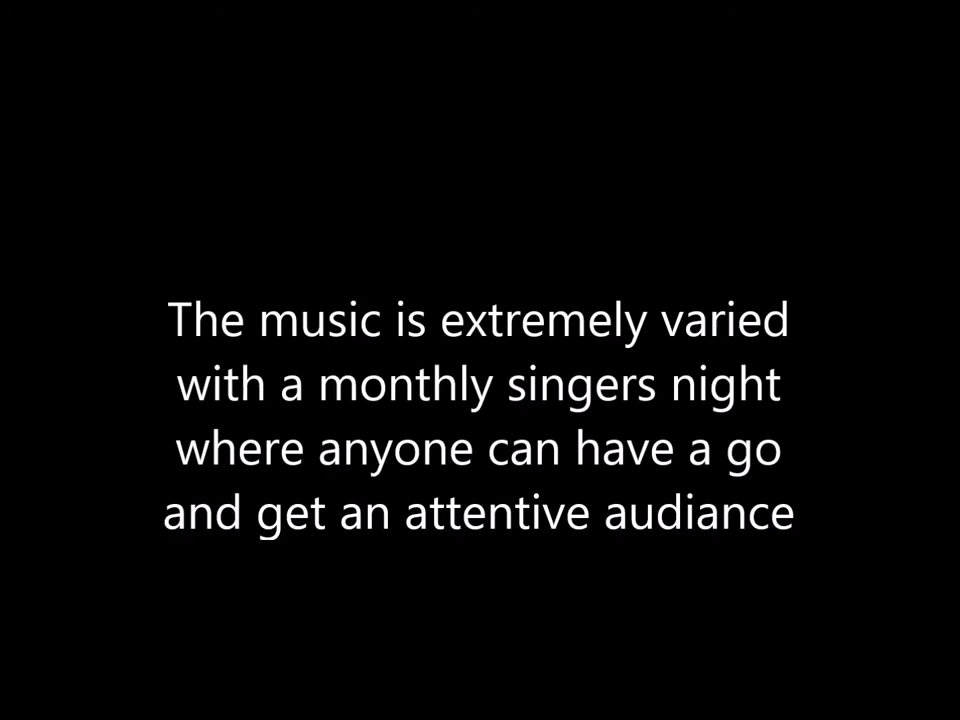 The music is extremely varied
with a monthly singers night
where anyone can have a go
and get an attentive audiance